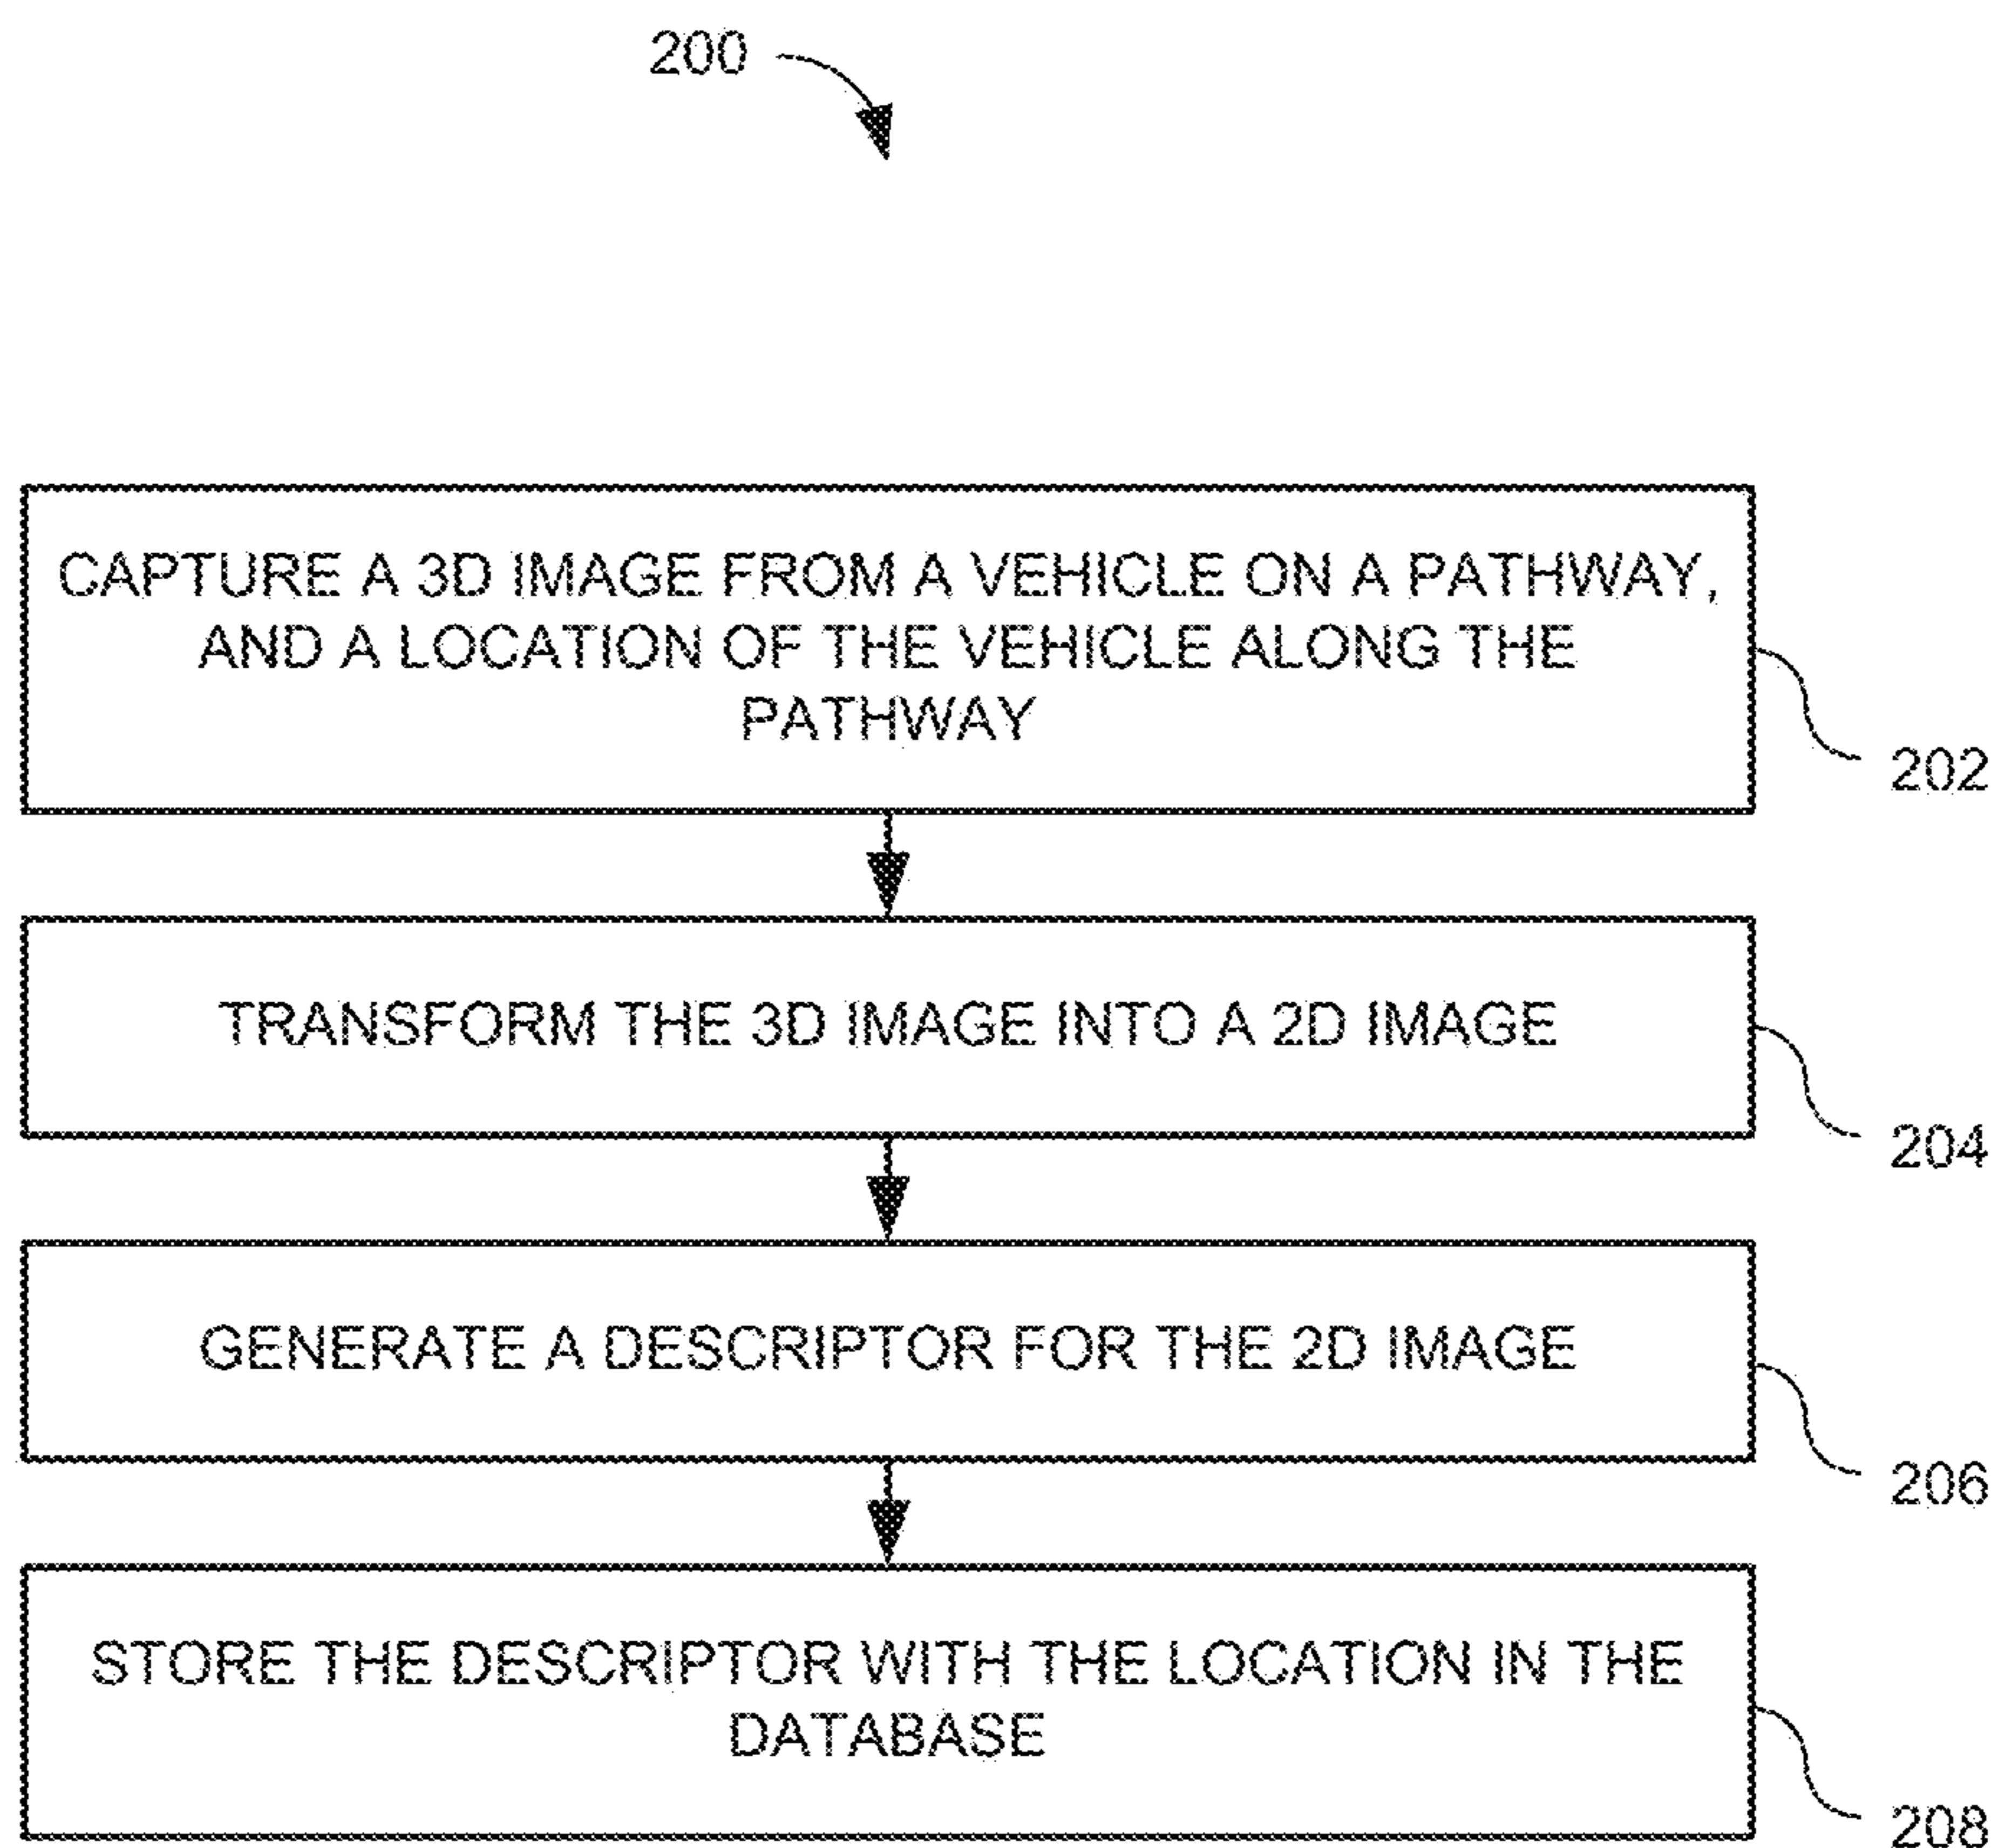 200
CAPTURE A 3D IMAGE FROM A VEHICLE ON A PATHWAY,
AND A LOCATION OF THE VEHICLE ALONG THE
PATHWAY
202
TRANSFORM THE 3D IMAGE INTO A 2D IMAGE
204
GENERATE A DESCRIPTOR FOR THE 2D IMAGE
206
STORE THE DESCRIPTOR WITH THE LOCATION IN THE
DATABASE
208